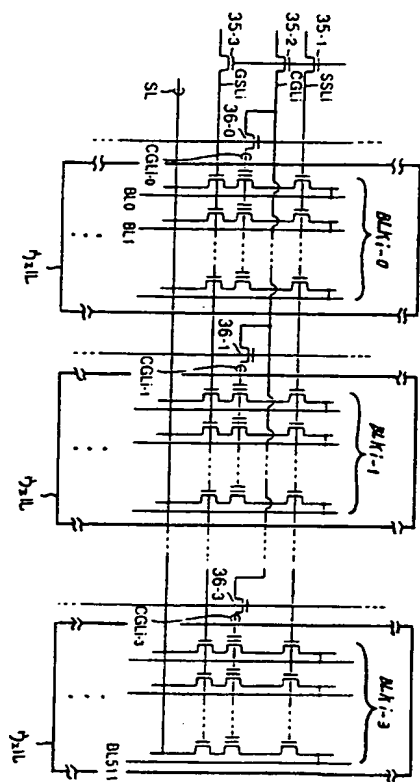 35-1
SSLi
35-2
CGLi
35-3
GSLi
SL
36-0
CGLi-0
BL0
BL1
BLKi-0
ウェル
36-1
CGLi-1
BLKi-1
ウェル
36-3
CGLi-3
BL511
BLKi-3
ウェル